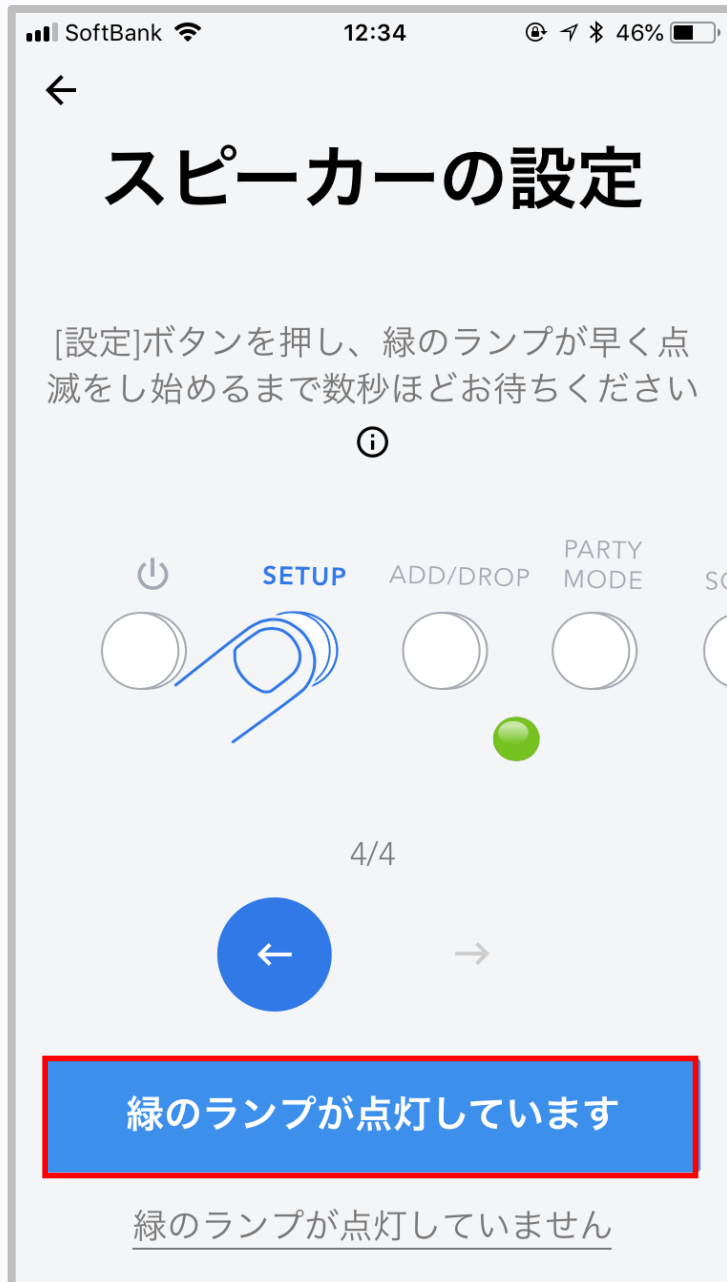 SoftBank 12:34 46%
スピーカーの設定
[設定]ボタンを押し、緑のランプが早く点
滅をし始めるまで数秒ほどお待ちください
SETUP ADD/DROP PARTY
MODE
4/4
緑のランプが点灯しています
緑のランプが点灯していません